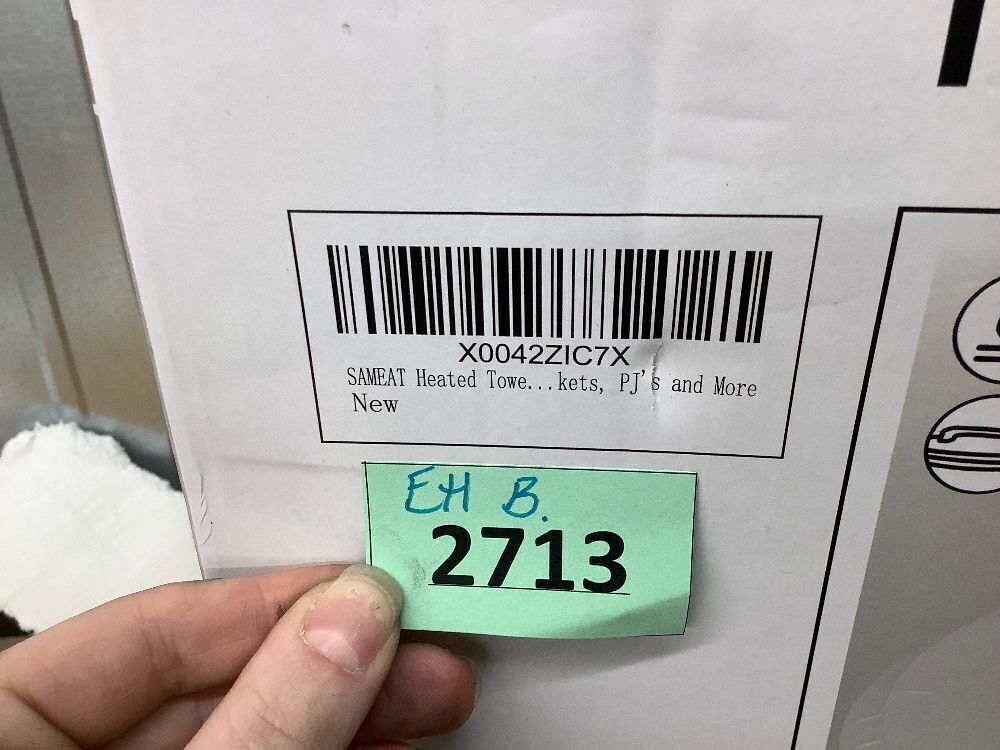 X0042ZIC7X
SAMEAT Heated Towe...kets, PJ's and More
New
EH B.
2713